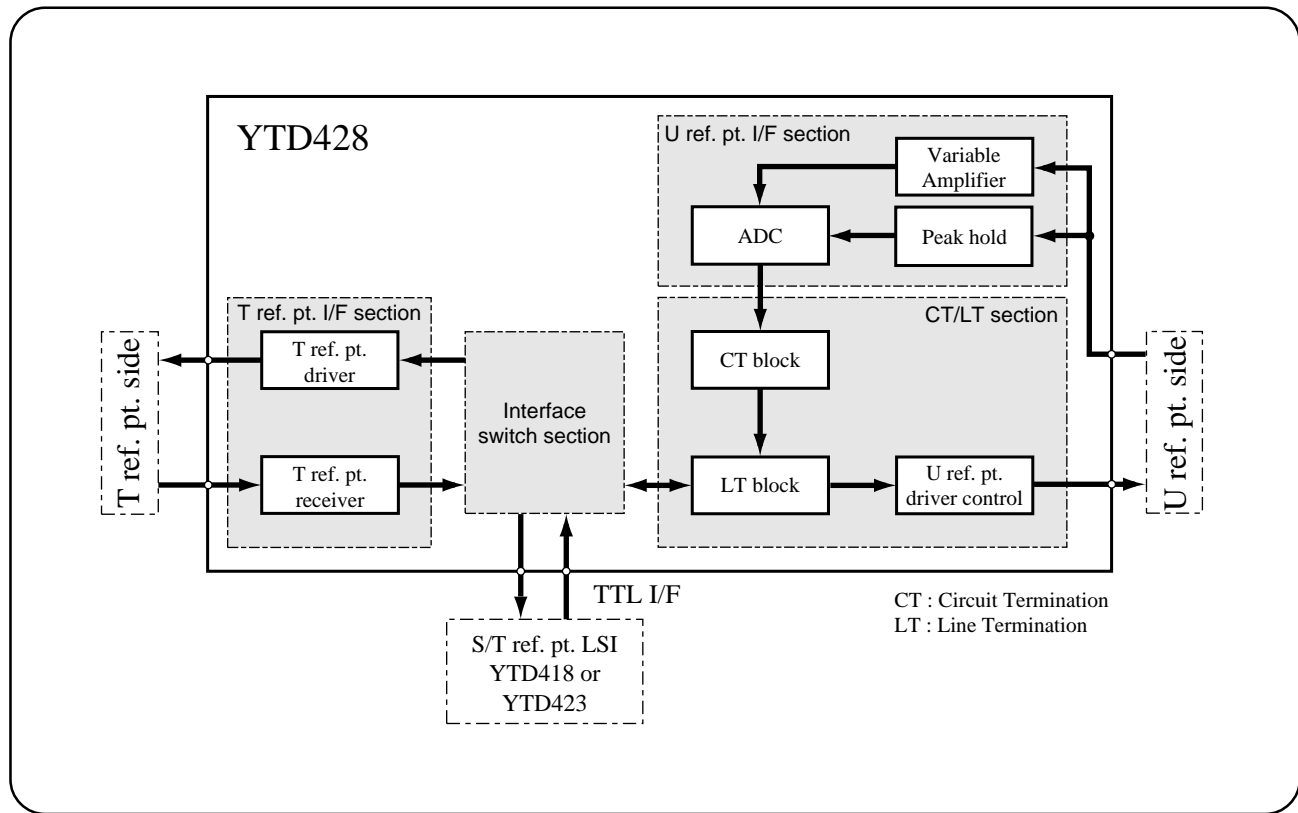 YTD428
U ref. pt. I/F section
Variable
Amplifier
ADC
Peak hold
T ref. pt. I/F section
CT/LT section
T ref. pt. side
T ref. pt.
driver
CT block
U ref. pt. side
Interface
switch section
T ref. pt.
receiver
LT block
U ref. pt.
driver control
TTL I/F
CT : Circuit Termination
LT : Line Termination
S/T ref. pt. LSI
YTD418 or
YTD423